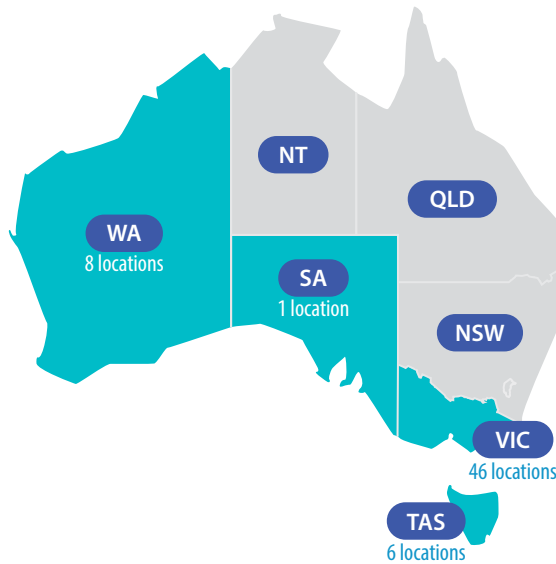 NT
QLD
WA
8 locations
SA
1 location
NSW
VIC
46 locations
TAS
6 locations